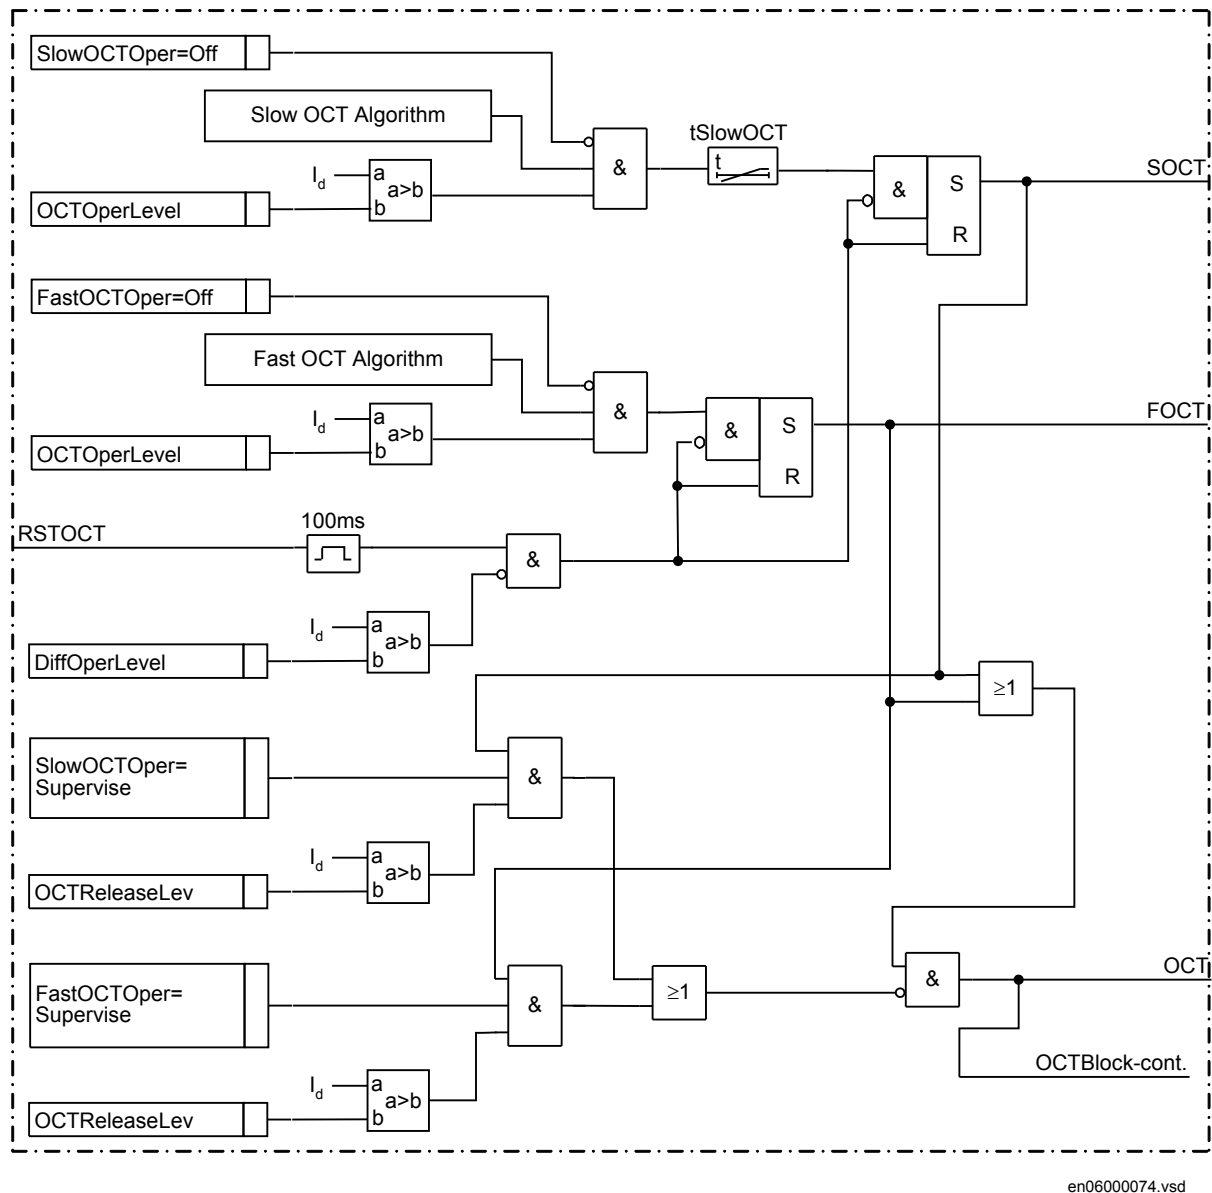 SlowOCTOper=Off
Slow OCT Algorithm
tSlowOCT
t
SOCT
Id
a
a>b
b
OCTOperLevel
&
&
S
R
FastOCTOper=Off
Fast OCT Algorithm
FOCT
Id
a
a>b
b
OCTOperLevel
&
&
S
R
RSTOCT
100ms
&
Id
a
a>b
b
DiffOperLevel
≥1
SlowOCTOper=
Supervise
&
Id
a
a>b
b
OCTReleaseLev
FastOCTOper=
Supervise
&
≥1
&
OCT
OCTBlock-cont.
Id
a
a>b
b
OCTReleaseLev
en06000074.vsd